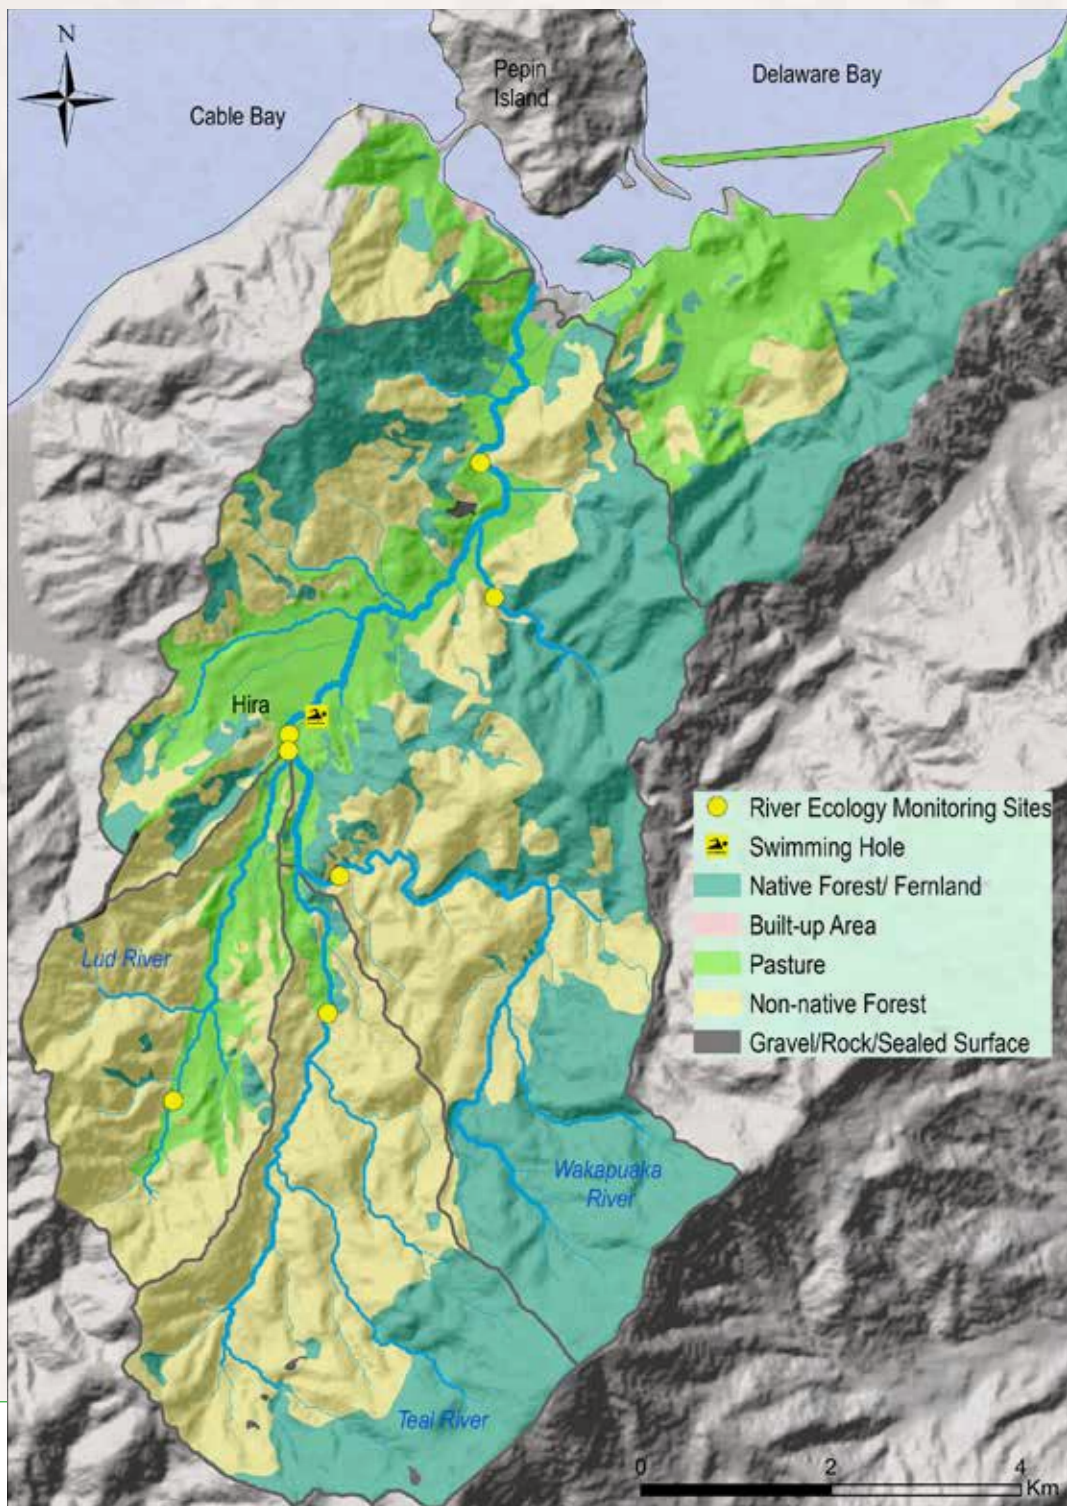 N
Cable Bay
Pepin
Island
Delaware Bay
Hira
River Ecology Monitoring Sites
Swimming Hole
Native Forest/ Fernland
Built-up Area
Pasture
Non-native Forest
Gravel/Rock/Sealed Surface
Lud River
Wakapuaka
River
Teal River
0 2 4
Km